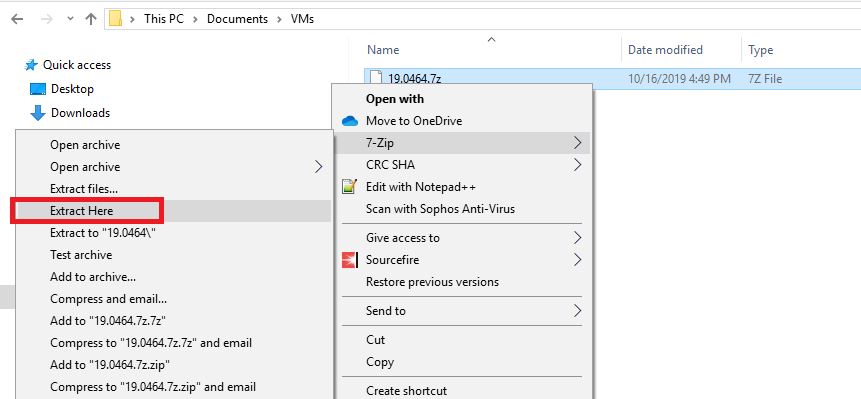 This PC > Documents > VMs
Name Date modified Type
Quick access
Desktop
Downloads
19.0464.7z 10/16/2019 4:49 PM 7Z File
Open with
Move to OneDrive
7-Zip
CRC SHA
Edit with Notepad++
Scan with Sophos Anti-Virus
Give access to
Sourcefire
Restore previous versions
Send to
Cut
Copy
Create shortcut
Open archive
Open archive
Extract files...
Extract Here
Extract to "19.0464\"
Test archive
Add to archive...
Compress and email...
Add to "19.0464.7z.7z"
Compress to "19.0464.7z.7z" and email
Add to "19.0464.7z.zip"
Compress to "19.0464.7z.zip" and email